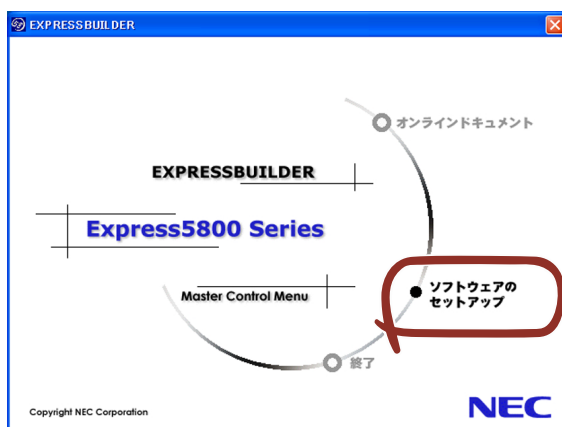 EXPRESSBUILDER
オンラインドキュメント
EXPRESSBUILDER
Express5800 Series
ソフトウェアの
セットアップ
Master Control Menu
終了
Copyright NEC Corporation
NEC